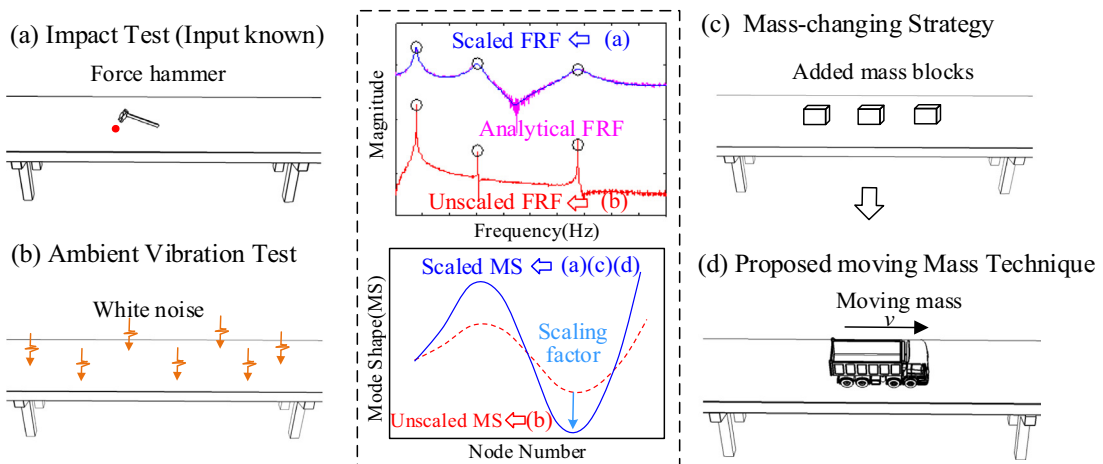 (a) Impact Test (Input known)
Force hammer
(b) Ambient Vibration Test
White noise
Scaled FRF ⇦ (a)
Analytical FRF
Unscaled FRF ⇦ (b)
Magnitude
Frequency(Hz)
Scaled MS ⇦ (a)(c)(d)
Scaling
factor
Unscaled MS ⇦ (b)
Mode Shape(MS)
Node Number
(c) Mass-changing Strategy
Added mass blocks
(d) Proposed moving Mass Technique
Moving mass
v